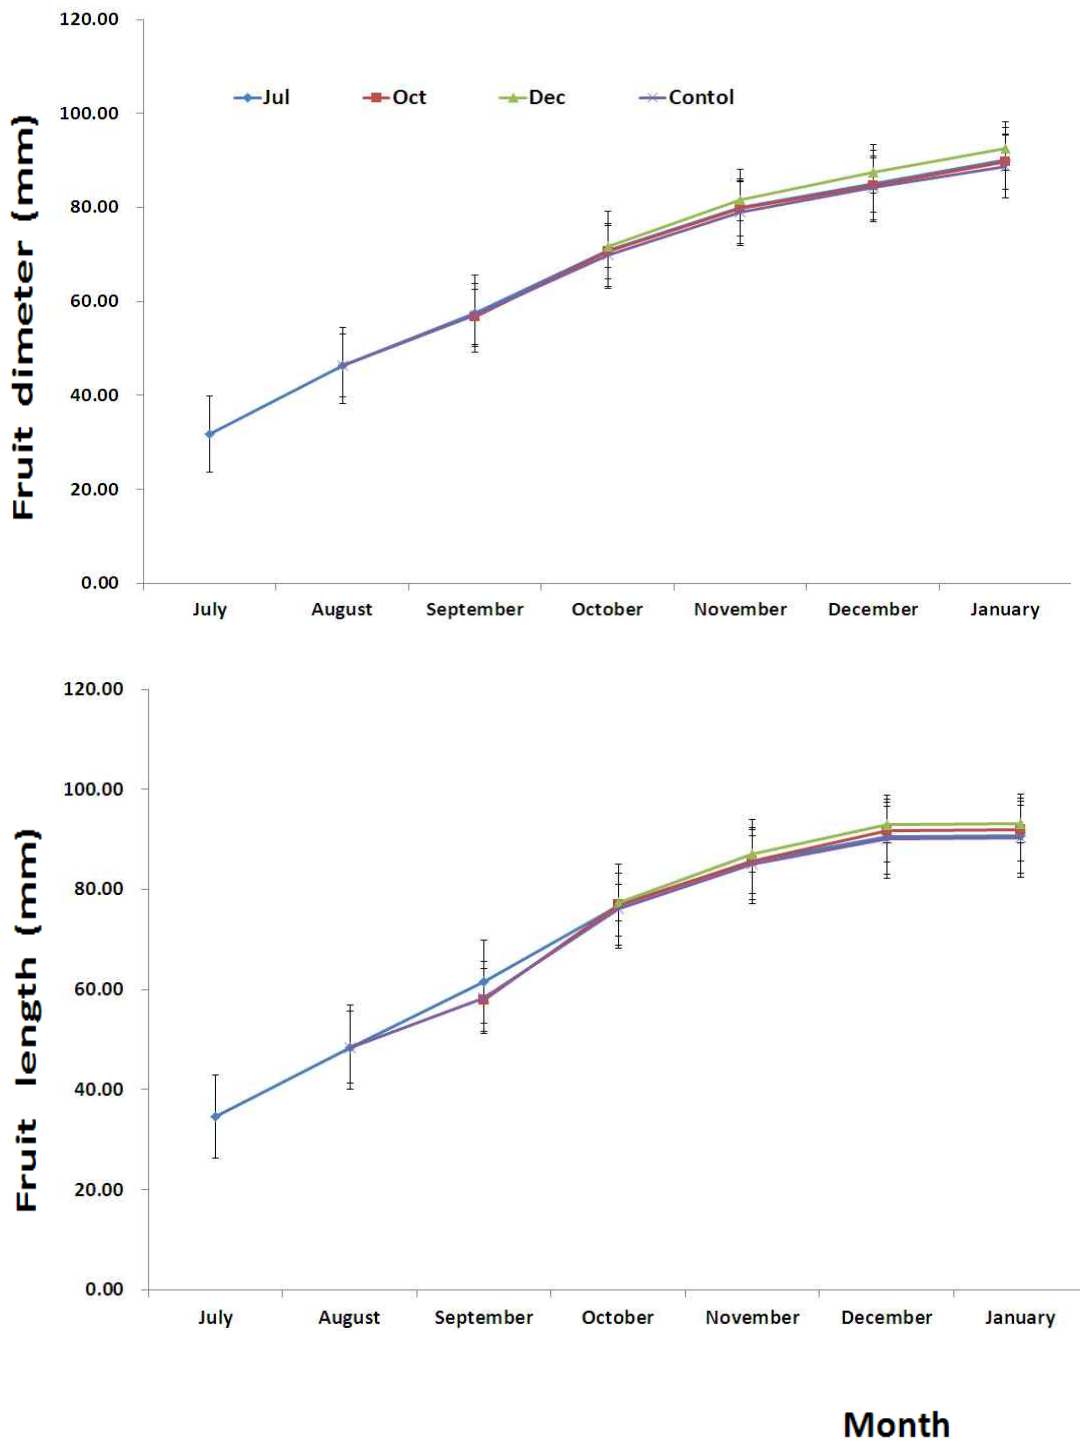 120.00
Jul Oct Dec Contol
100.00
80.00
60.00
40.00
20.00
0.00
Fruit dimeter (mm)
July August September October November December January
120.00
100.00
80.00
60.00
40.00
20.00
0.00
Fruit length (mm)
July August September October November December January
Month